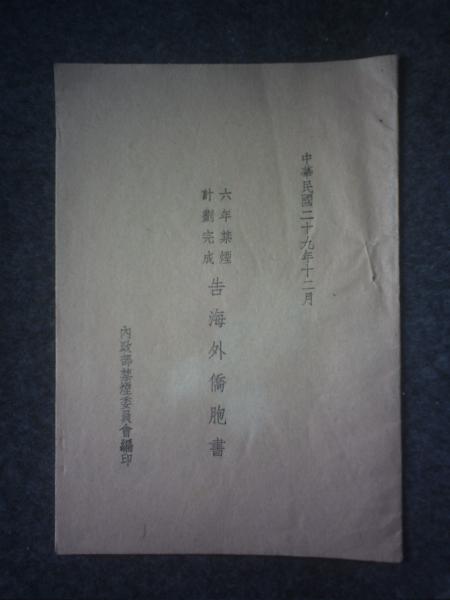 中華民國二十九年十二月
六年禁煙
計劃完成
告海外僑胞書
內政部禁煙委員會編印